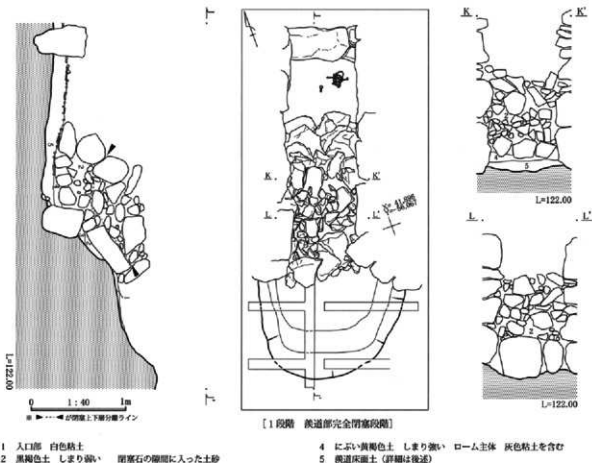 K K'
L=122.00
K K'
L L'
L L'
L=122.00
L=122.00
0 1:40 1m
が閉塞上下層分離ライン
[1段階 羨道部完全閉塞段階]
1 入口部 白色粘土
2 黒褐色土 しまり弱い 閉塞石の隙間に入った土砂
4 にぶい黄褐色土 しまり強い ローム主体 灰色粘土を含む
5 羨道床面土(詳細は後述)